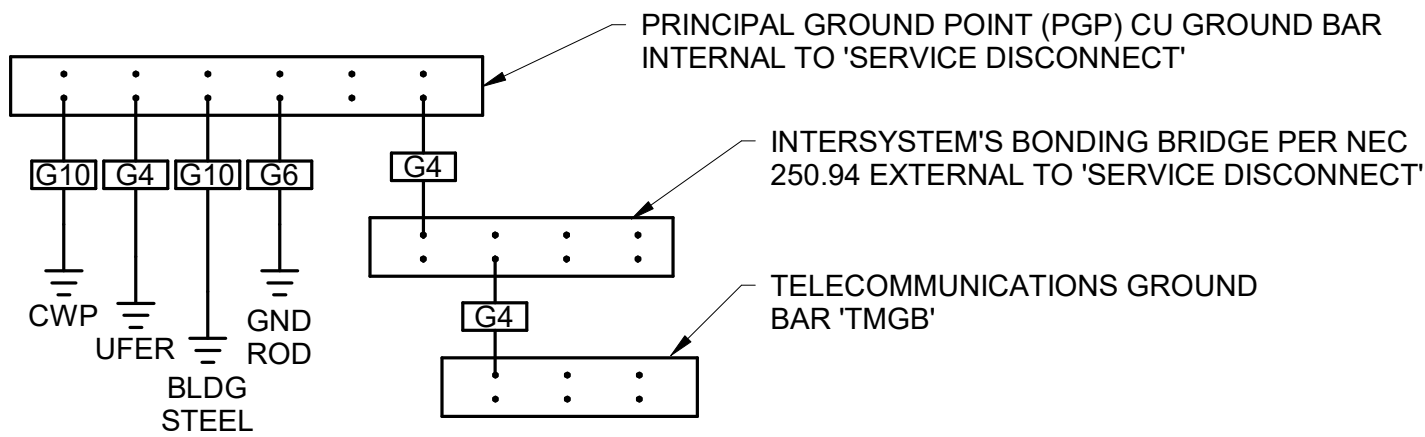 PRINCIPAL GROUND POINT (PGP) CU GROUND BAR
INTERNAL TO 'SERVICE DISCONNECT'
G10
G4
G10
G6
G4
INTERSYSTEM'S BONDING BRIDGE PER NEC
250.94 EXTERNAL TO 'SERVICE DISCONNECT'
CWP
UFER
BLDG
STEEL
GND
ROD
G4
TELECOMMUNICATIONS GROUND
BAR 'TMGB'